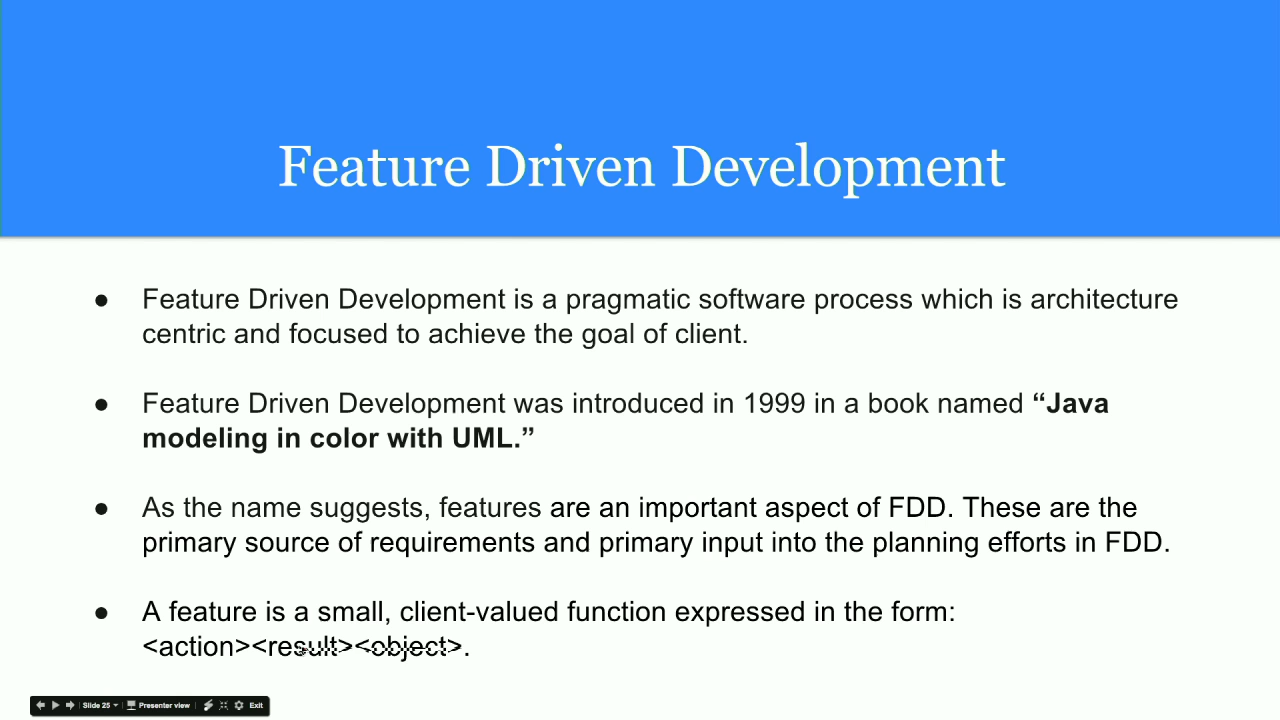 Feature Driven Development
● Feature Driven Development is a pragmatic software process which is architecture
centric and focused to achieve the goal of client.
● Feature Driven Development was introduced in 1999 in a book named “Java
modeling in color with UML.”
● As the name suggests, features are an important aspect of FDD. These are the
primary source of requirements and primary input into the planning efforts in FDD.
● A feature is a small, client-valued function expressed in the form:
<action><result><object>.
Slide 25 Presenter view Exit